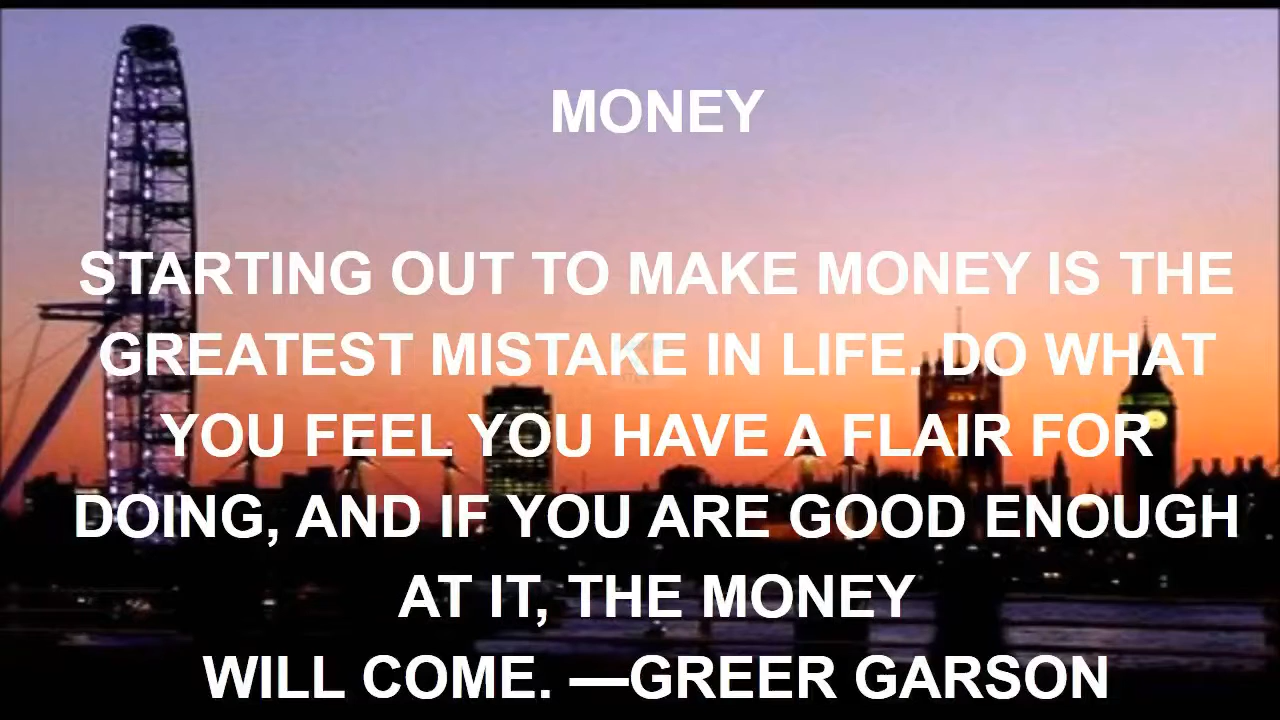 MONEY
STARTING OUT TO MAKE MONEY IS THE
GREATEST MISTAKE IN LIFE. DO WHAT
YOU FEEL YOU HAVE A FLAIR FOR
DOING, AND IF YOU ARE GOOD ENOUGH
AT IT, THE MONEY
WILL COME. —GREER GARSON